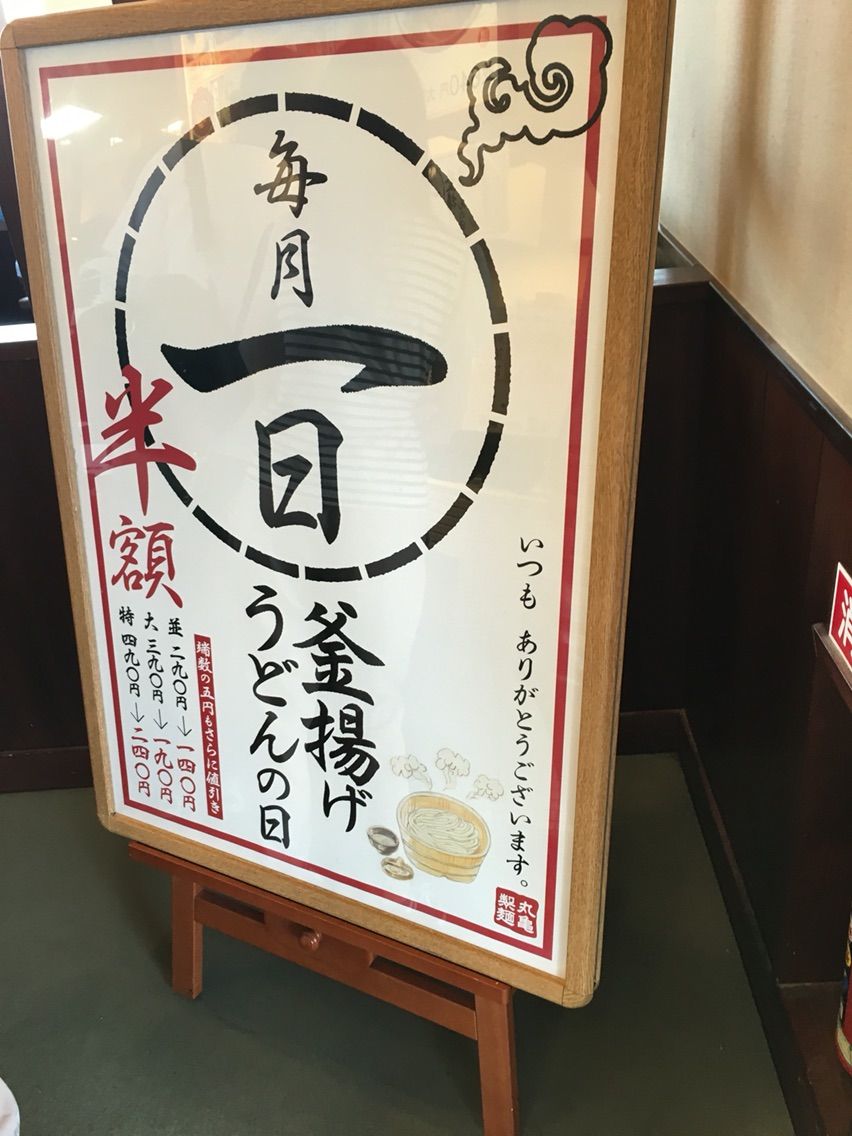 いつも ありがとうございます。
毎月
一日
釜揚げ
うどんの日
半額
端数の五円もさらに値引き
並 二九〇円→一四〇円
大 三九〇円→一九〇円
特 四九〇円→二四〇円
丸亀
製麺
消